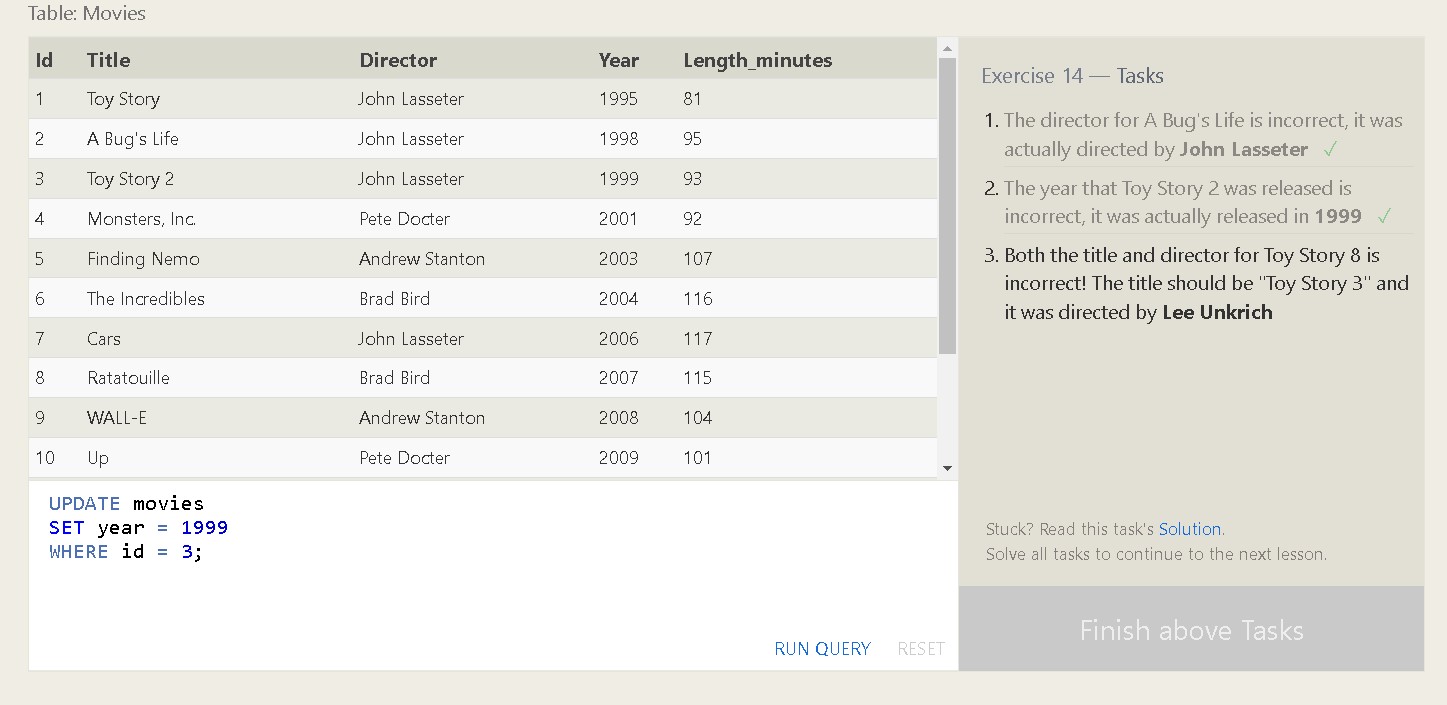 Table: Movies
Id Title Director Year Length_minutes
1 Toy Story John Lasseter 1995 81
2 A Bug's Life John Lasseter 1998 95
3 Toy Story 2 John Lasseter 1999 93
4 Monsters, Inc. Pete Docter 2001 92
5 Finding Nemo Andrew Stanton 2003 107
6 The Incredibles Brad Bird 2004 116
7 Cars John Lasseter 2006 117
8 Ratatouille Brad Bird 2007 115
9 WALL-E Andrew Stanton 2008 104
10 Up Pete Docter 2009 101
UPDATE movies
SET year = 1999
WHERE id = 3;
RUN QUERY RESET
Exercise 14 — Tasks
1. The director for A Bug's Life is incorrect, it was
actually directed by John Lasseter ✓
2. The year that Toy Story 2 was released is
incorrect, it was actually released in 1999 ✓
3. Both the title and director for Toy Story 8 is
incorrect! The title should be "Toy Story 3" and
it was directed by Lee Unkrich
Stuck? Read this task's Solution.
Solve all tasks to continue to the next lesson.
Finish above Tasks